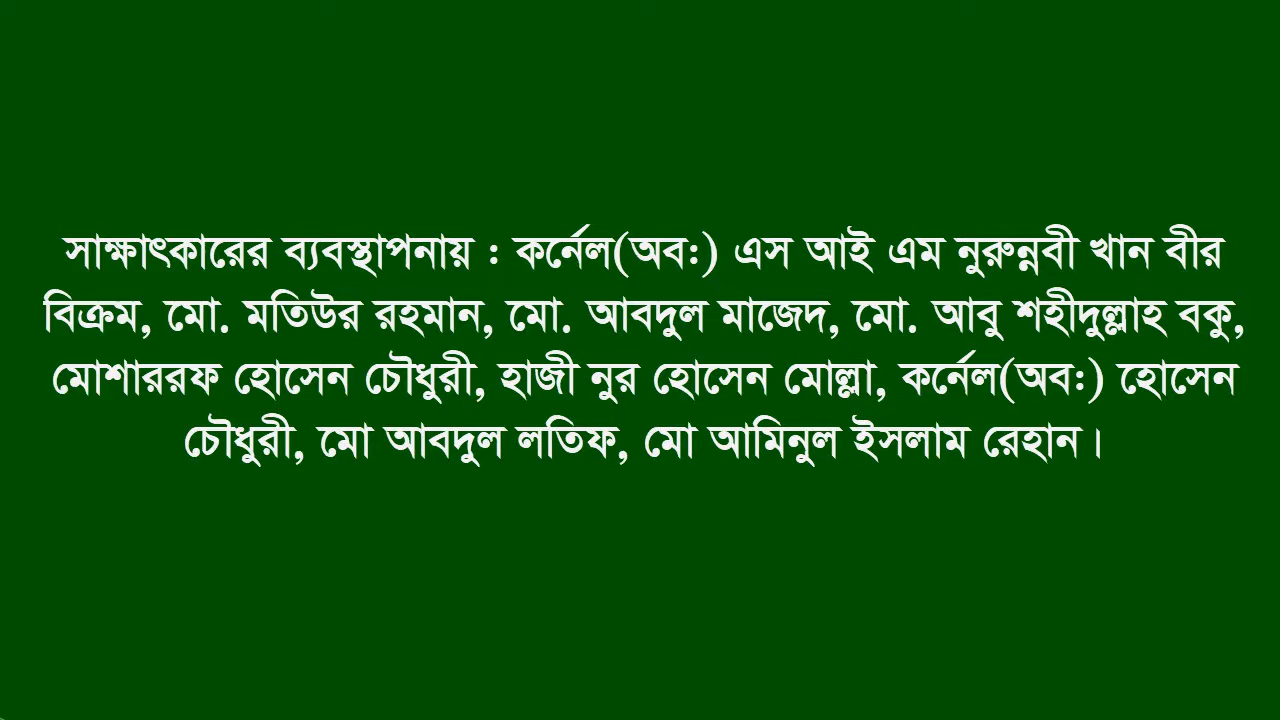 সাক্ষাৎকারের ব্যবস্থাপনায় : কর্নেল(অব:) এস আই এম নুরুন্নবী খান বীর
বিক্রম, মো. মতিউর রহমান, মো. আবদুল মাজেদ, মো. আবু শহীদুল্লাহ বকু,
মোশাররফ হোসেন চৌধুরী, হাজী নুর হোসেন মোল্লা, কর্নেল(অব:) হোসেন
চৌধুরী, মো আবদুল লতিফ, মো আমিনুল ইসলাম রেহান।